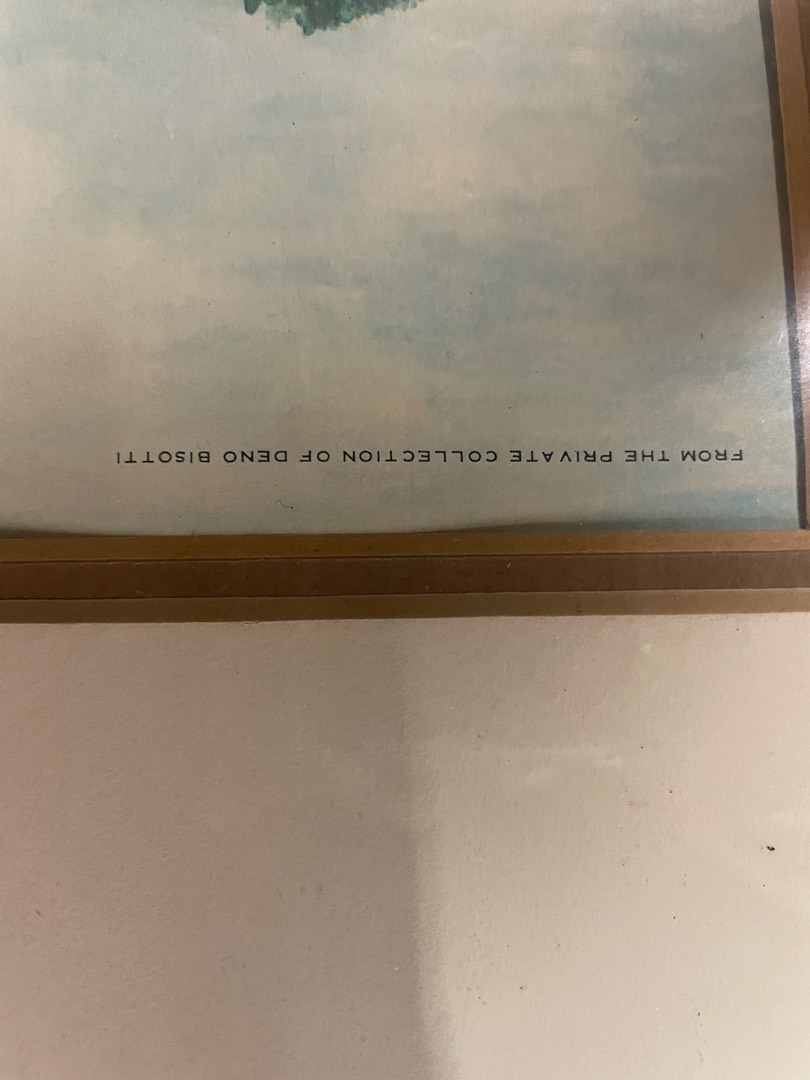 FROM THE PRIVATE COLLECTION OF DENO BISOTTI